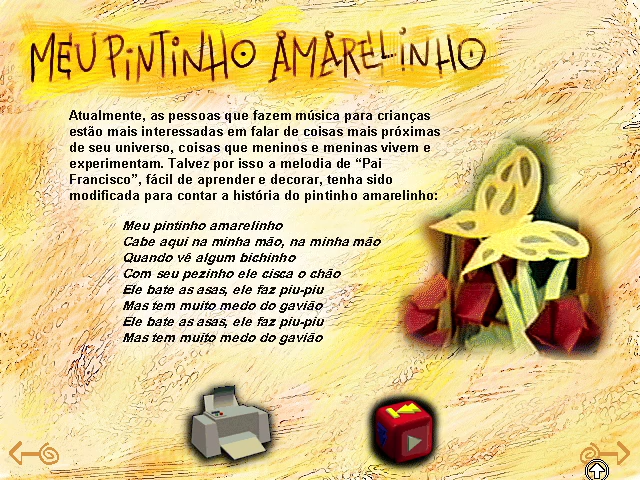 MEU PINTINHO AMARELINHO
Atualmente, as pessoas que fazem música para crianças
estão mais interessadas em falar de coisas mais próximas
de seu universo, coisas que meninos e meninas vivem e
experimentam. Talvez por isso a melodia de “Pai
Francisco”, fácil de aprender e decorar, tenha sido
modificada para contar a história do pintinho amarelinho:
Meu pintinho amarelinho
Cabe aqui na minha mão, na minha mão
Quando vê algum bichinho
Com seu pezinho ele cisca o chão
Ele bate as asas, ele faz piu-piu
Mas tem muito medo do gavião
Ele bate as asas, ele faz piu-piu
Mas tem muito medo do gavião